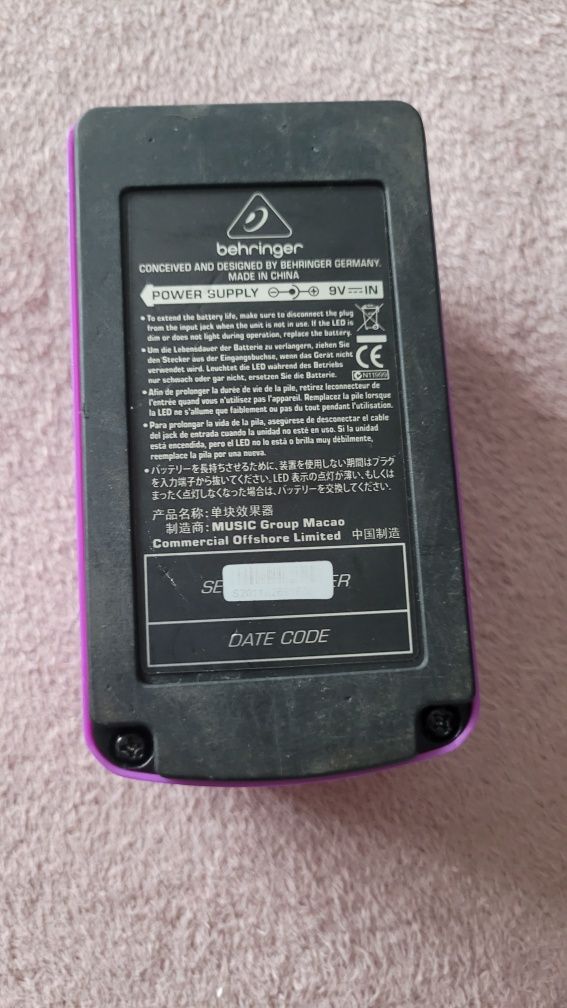 behringer
CONCEIVED AND DESIGNED BY BEHRINGER GERMANY.
MADE IN CHINA
POWER SUPPLY 9V IN
• To extend the battery life, make sure to disconnect the plug
from the input jack when the unit is not in use. If the LED is
dim or does not light during operation, replace the battery.
• Um die Lebensdauer der Batterie zu verlangern, ziehen Sie
den Stecker aus der Eingangbuchse, wenn das Gerät nicht
verwendet wird. Leuchtet die LED während des Betriebs
nur schmach oder gar nicht, ersetzen Sie die Batterie.
CE
N11999
• Afin de prolonger la durée de vie de la pile, retirez leconnecteur de
l'entrée quand vous n'utilisez pas l'appareil. Remplacez la pile lorsque
la LED ne s'allume que faiblement ou pas du tout pendant l'utilisation.
• Para prolongar la vida de la pila, asegúrese de desconectar el cable
del jack de entrada cuando la unidad no esté en uso. Si la unidad
está encendida, pero el LED no lo está o brilla muy débilmente,
reemplace la pila por una nueva.
• バッテリーを長持ちさせるために、装置を使用しない期間はプラグ
を入力端子から抜いてください。LED 表示の点灯が薄い、もしくは
まったく点灯しなくなった場合は、バッテリーを交換してください。
产品名称: 单块效果器
制造商: MUSIC Group Macao
Commercial Offshore Limited 中国制造
SE ER
DATE CODE